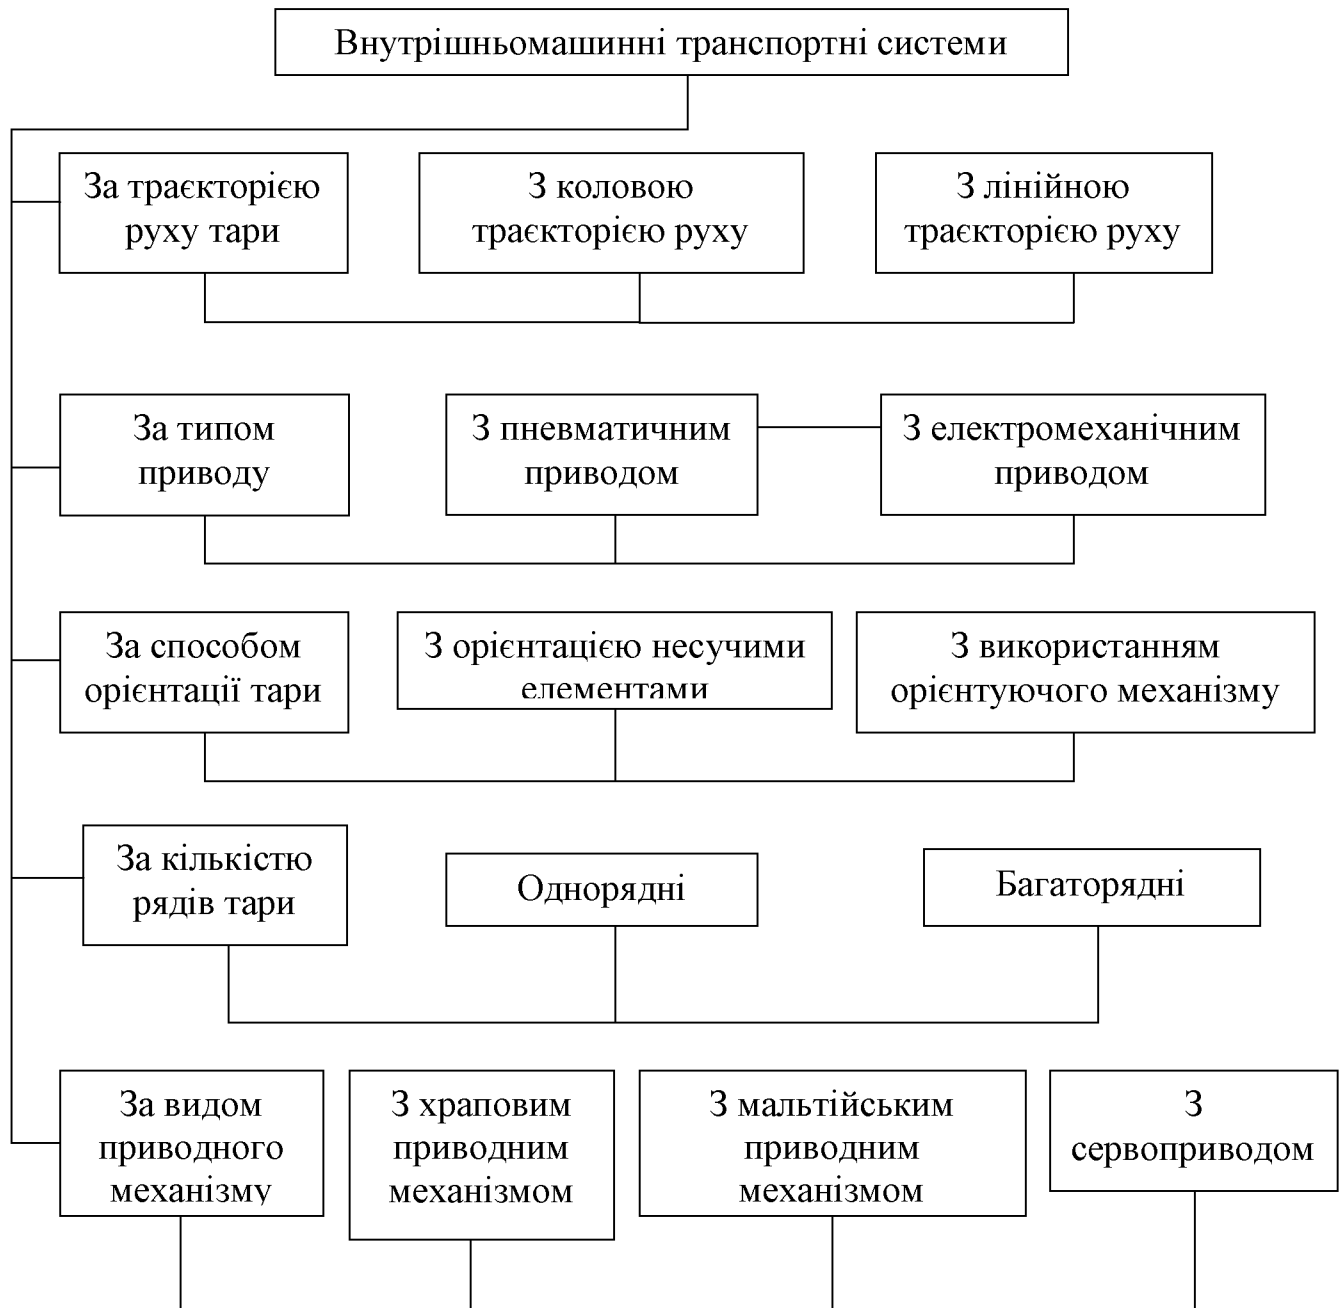 Внутрішньомашинні транспортні системи
За траєкторією
руху тари
З коловою
траєкторією руху
З лінійною
траєкторією руху
За типом
приводу
З пневматичним
приводом
З електромеханічним
приводом
За способом
орієнтації тари
З орієнтацією несучими
елементами
З використанням
орієнтуючого механізму
За кількістю
рядів тари
Однорядні
Багаторядні
За видом
приводного
механізму
З храповим
приводним
механізмом
З мальтійським
приводним
механізмом
З
сервоприводом